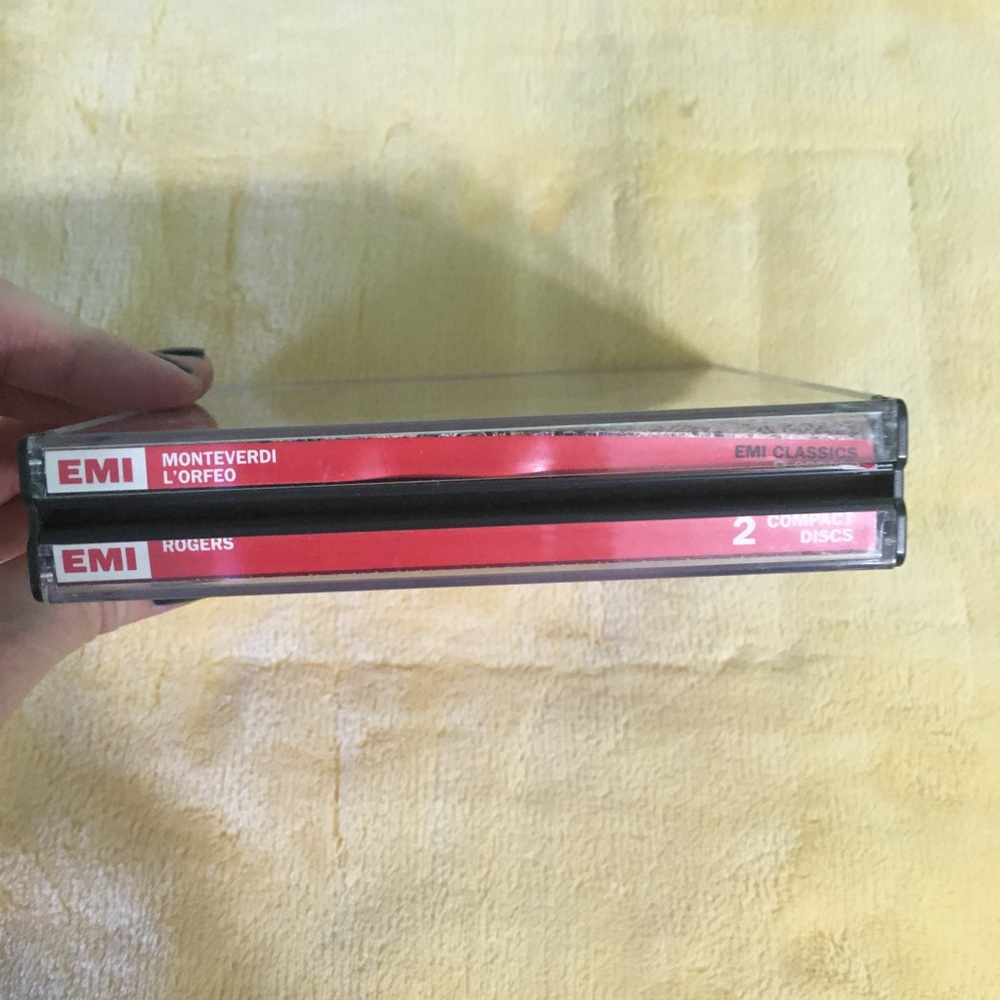 EMI
MONTEVERDI
L'ORFEO
EMI CLASSICS
EMI
ROGERS
2 COMPACT
DISCS